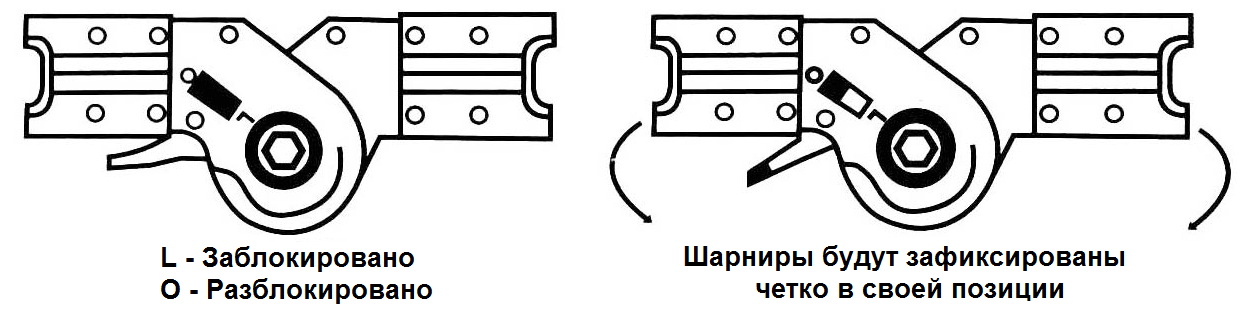 L - Заблокировано
O - Разблокировано
Шарниры будут зафиксированы
четко в своей позиции